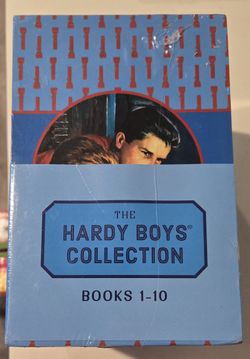 THE
HARDY BOYS®
COLLECTION
BOOKS 1-10